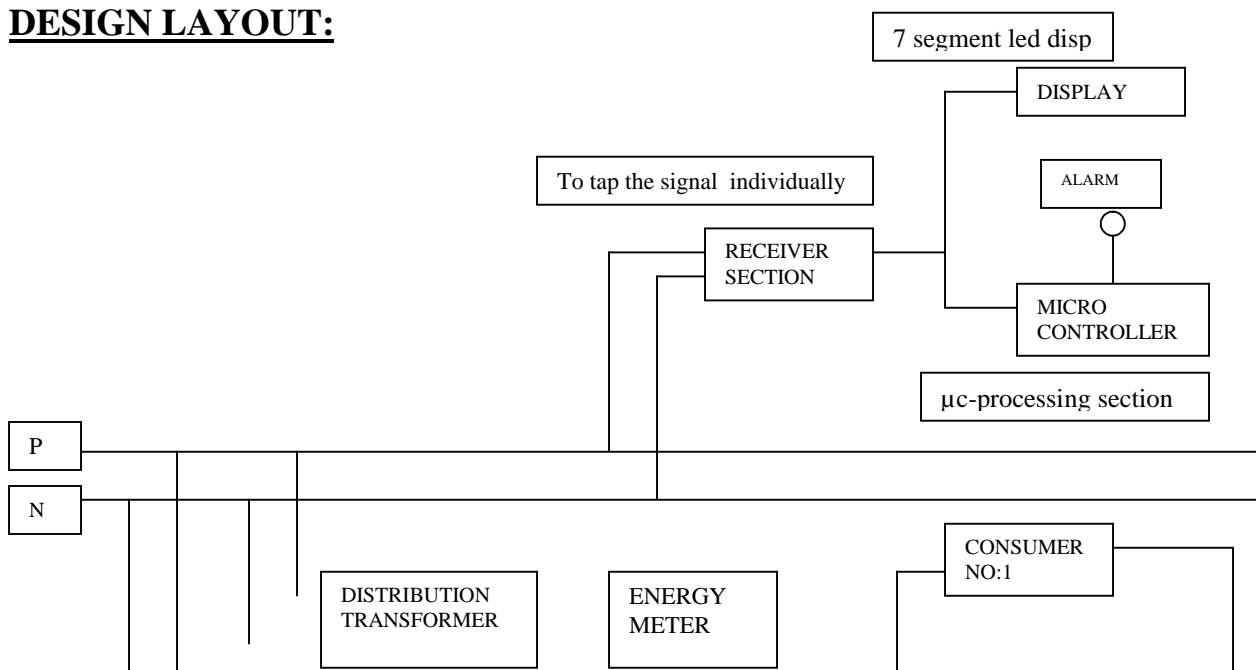 DESIGN LAYOUT:
7 segment led disp
DISPLAY
To tap the signal individually
ALARM
RECEIVER
SECTION
MICRO
CONTROLLER
µc-processing section
P
N
CONSUMER
NO:1
DISTRIBUTION
TRANSFORMER
ENERGY
METER